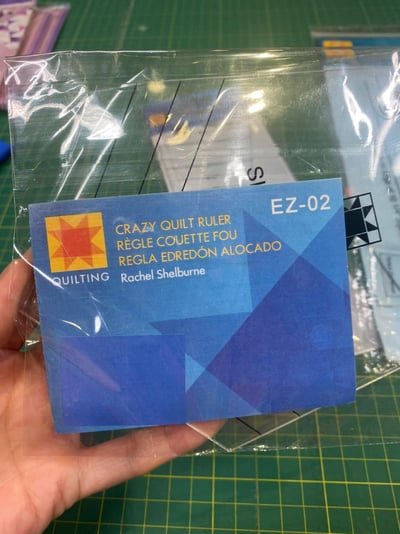 EZ-02
CRAZY QUILT RULER
RÈGLE COUETTE FOU
REGLA EDREDÓN ALOCADO
QUILTING
Rachel Shelburne